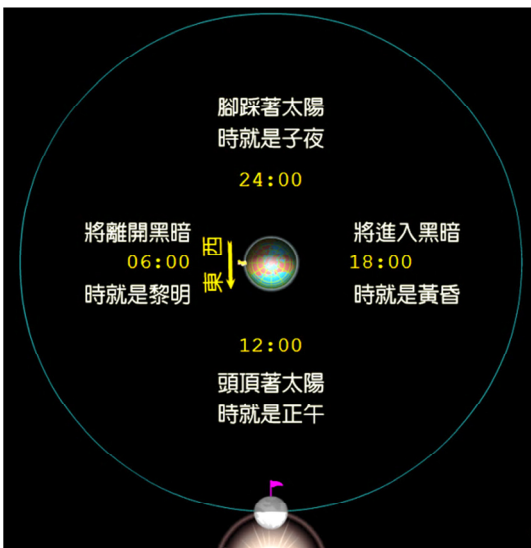 腳踩著太陽
時就是子夜
24:00
將離開黑暗
06:00
時就是黎明
西
東
將進入黑暗
18:00
時就是黃昏
12:00
頭頂著太陽
時就是正午